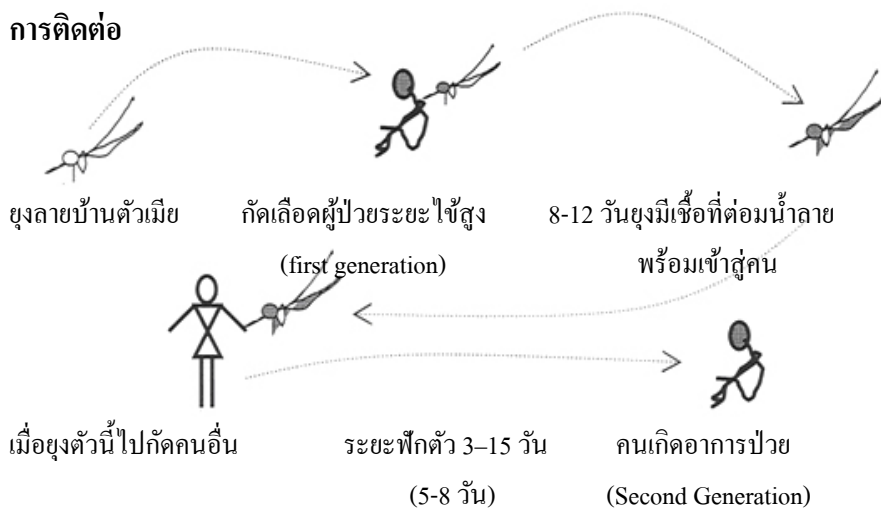 การติดต่อ
ยุงลายบ้านตัวเมีย กัดเลือดผู้ป่วยระยะไข้สูง 8-12 วันยุงมีเชื้อที่ต่อมน้ำลาย
(first generation) พร้อมเข้าสู่คน
เมื่อยุงตัวนี้ไปกัดคนอื่น ระยะฟักตัว 3–15 วัน คนเกิดอาการป่วย
(5-8 วัน) (Second Generation)